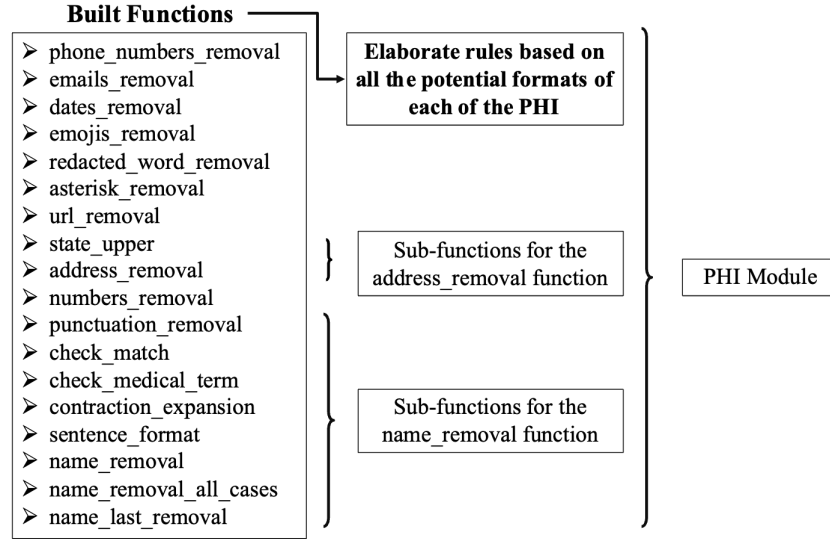 Built Functions
phone_numbers_removal
emails_removal
dates_removal
emojis_removal
redacted_word_removal
asterisk_removal
url_removal
state_upper
address_removal
numbers_removal
punctuation_removal
check_match
check_medical_term
contraction_expansion
sentence_format
name_removal
name_removal_all_cases
name_last_removal
Elaborate rules based on
all the potential formats of
each of the PHI
Sub-functions for the
address_removal function
Sub-functions for the
name_removal function
PHI Module